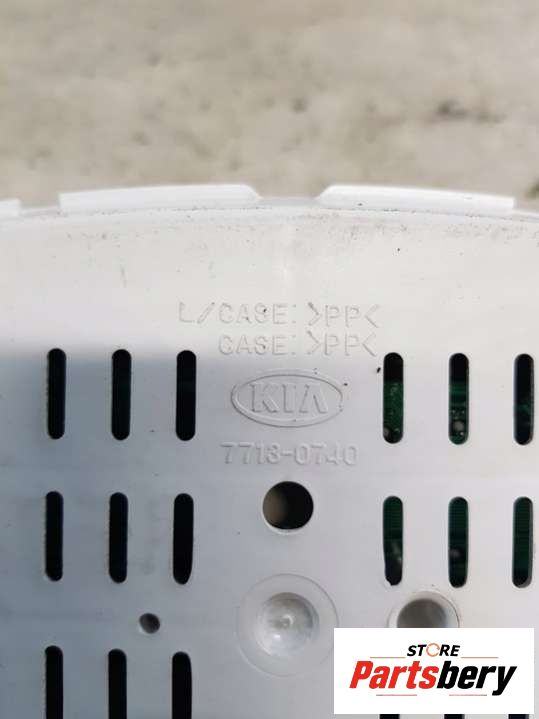 L/CASE: >PP<
CASE: >PP<
KIA
7713-0740
STORE
Partsbery